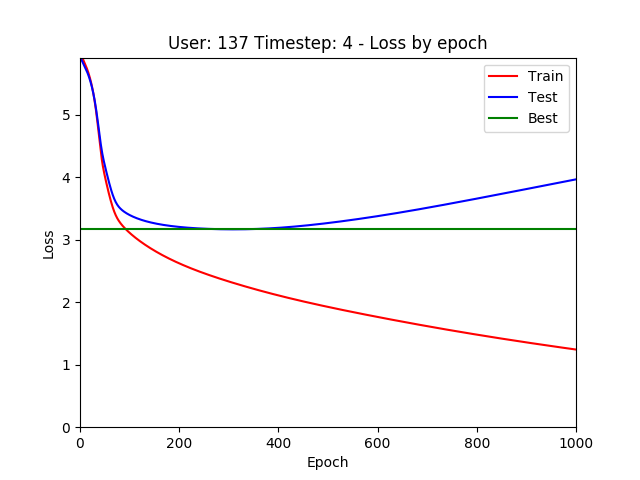 User: 137 Timestep: 4 - Loss by epoch
Train
Test
Best
Loss
5
4
3
2
1
0
0 200 400 600 800 1000
Epoch